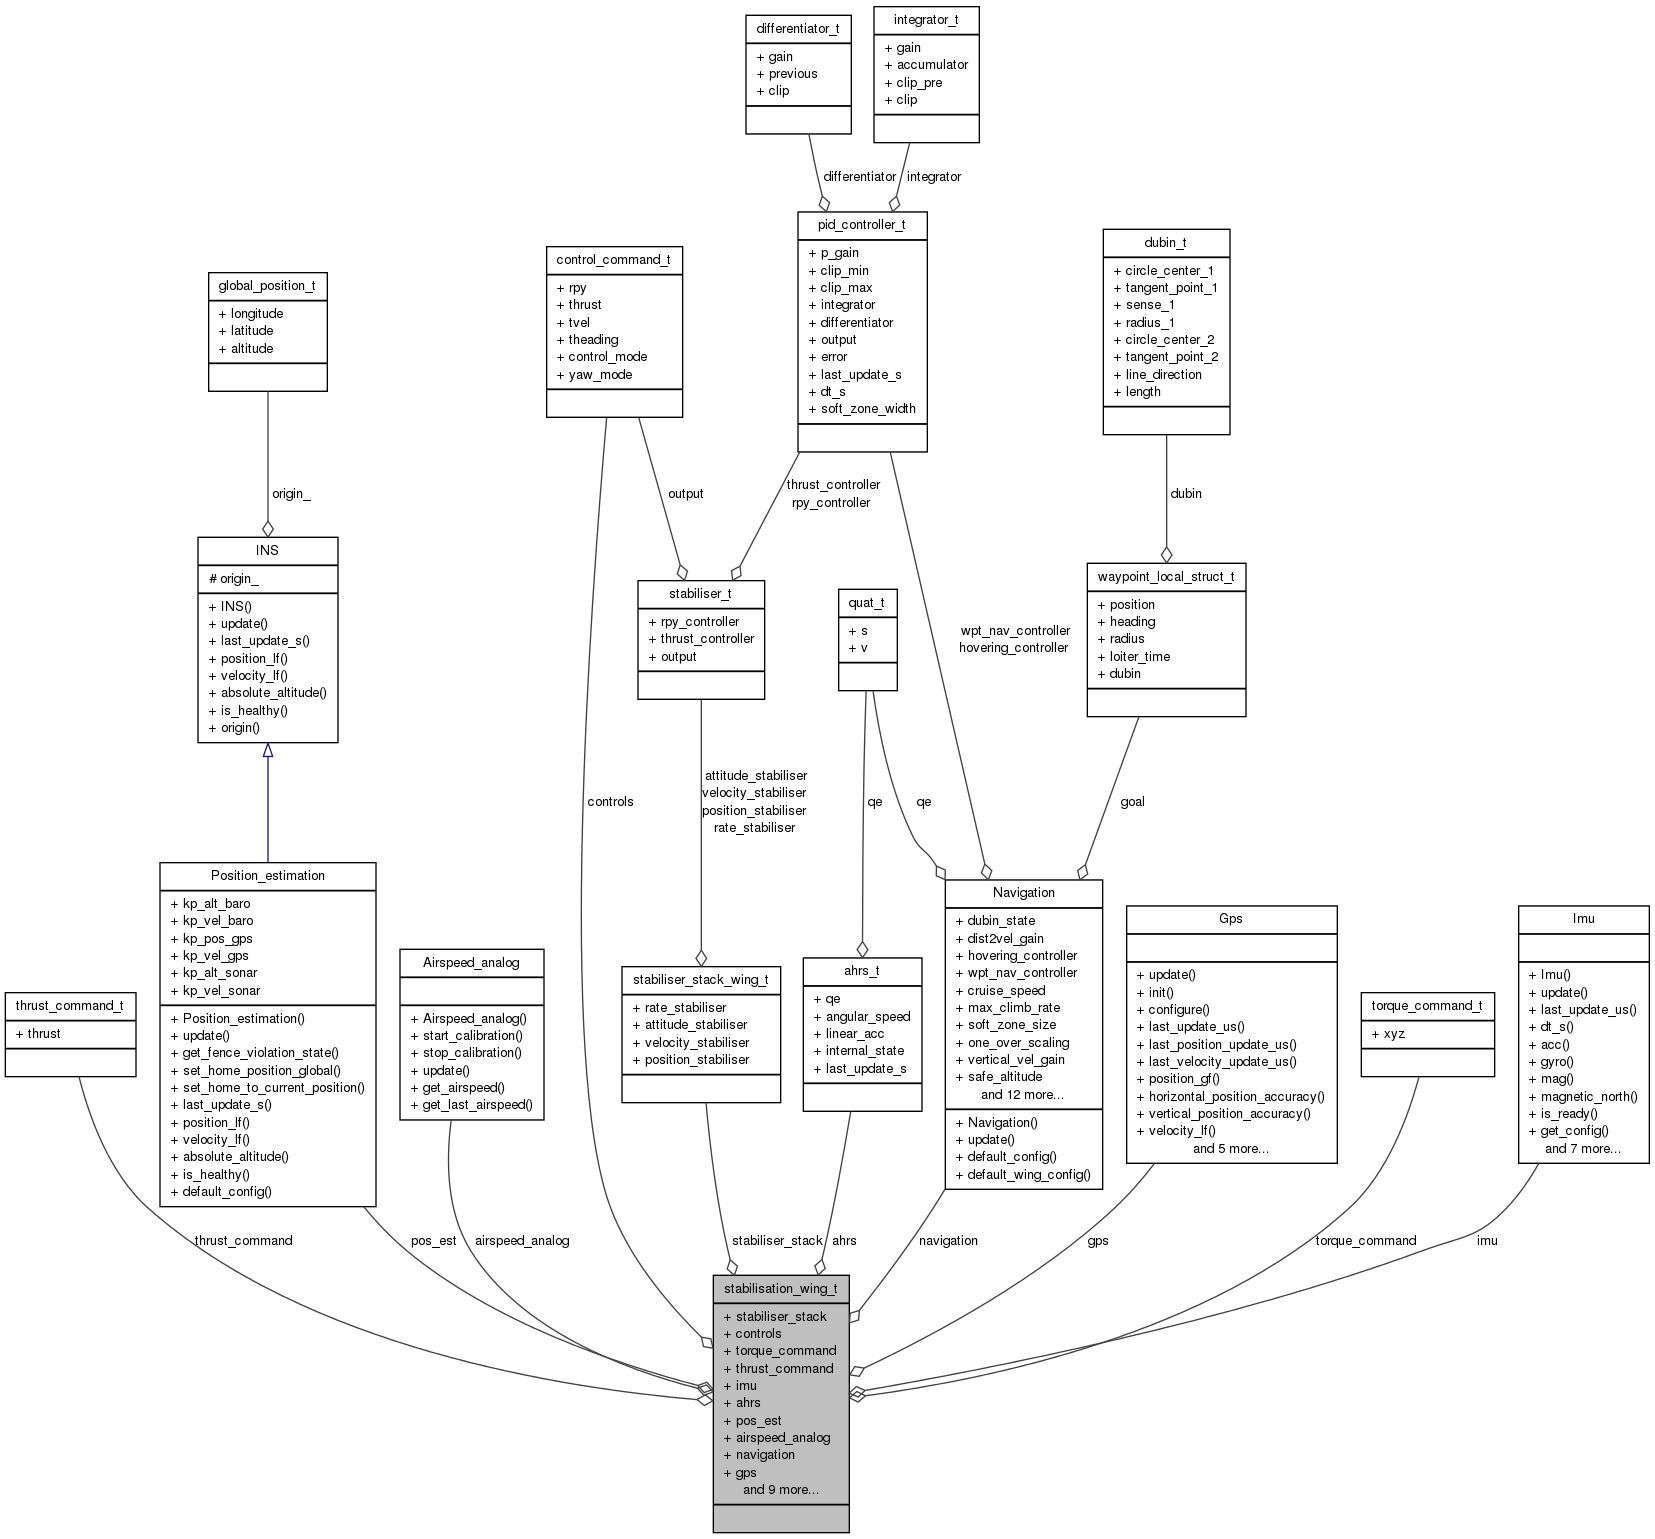 differentiator_t
+ gain
+ previous
+ clip
integrator_t
+ gain
+ accumulator
+ clip_pre
+ clip
differentiator
integrator
pid_controller_t
+ p_gain
+ clip_min
+ clip_max
+ integrator
+ differentiator
+ output
+ error
+ last_update_s
+ dt_s
+ soft_zone_width
dubin_t
+ circle_center_1
+ tangent_point_1
+ sense_1
+ radius_1
+ circle_center_2
+ tangent_point_2
+ line_direction
+ length
control_command_t
+ rpy
+ thrust
+ tvel
+ theading
+ control_mode
+ yaw_mode
global_position_t
+ longitude
+ latitude
+ altitude
origin_
output
thrust_controller
rpy_controller
dubin
INS
# origin_
+ INS()
+ update()
+ last_update_s()
+ position_lf()
+ velocity_lf()
+ absolute_altitude()
+ is_healthy()
+ origin()
stabiliser_t
+ rpy_controller
+ thrust_controller
+ output
quat_t
+ s
+ v
wpt_nav_controller
hovering_controller
waypoint_local_struct_t
+ position
+ heading
+ radius
+ loiter_time
+ dubin
controls
attitude_stabiliser
velocity_stabiliser
position_stabiliser
rate_stabiliser
qe
qe
goal
Position_estimation
+ kp_alt_baro
+ kp_vel_baro
+ kp_pos_gps
+ kp_vel_gps
+ kp_alt_sonar
+ kp_vel_sonar
+ Position_estimation()
+ update()
+ get_fence_violation_state()
+ set_home_position_global()
+ set_home_to_current_position()
+ last_update_s()
+ position_lf()
+ velocity_lf()
+ absolute_altitude()
+ is_healthy()
+ default_config()
thrust_command_t
+ thrust
Airspeed_analog
+ Airspeed_analog()
+ start_calibration()
+ stop_calibration()
+ update()
+ get_airspeed()
+ get_last_airspeed()
stabiliser_stack_wing_t
+ rate_stabiliser
+ attitude_stabiliser
+ velocity_stabiliser
+ position_stabiliser
ahrs_t
+ qe
+ angular_speed
+ linear_acc
+ internal_state
+ last_update_s
Navigation
+ dubin_state
+ dist2vel_gain
+ hovering_controller
+ wpt_nav_controller
+ cruise_speed
+ max_climb_rate
+ soft_zone_size
+ one_over_scaling
+ vertical_vel_gain
+ safe_altitude
and 12 more...
+ Navigation()
+ update()
+ default_config()
+ default_wing_config()
Gps
+ update()
+ init()
+ configure()
+ last_update_us()
+ last_position_update_us()
+ last_velocity_update_us()
+ position_gf()
+ horizontal_position_accuracy()
+ vertical_position_accuracy()
+ velocity_lf()
and 5 more...
torque_command_t
+ xyz
Imu
+ Imu()
+ update()
+ last_update_us()
+ dt_s()
+ acc()
+ gyro()
+ mag()
+ magnetic_north()
+ is_ready()
+ get_config()
and 7 more...
thrust_command
pos_est
airspeed_analog
stabiliser_stack
ahrs
navigation
gps
torque_command
imu
stabilisation_wing_t
+ stabiliser_stack
+ controls
+ torque_command
+ thrust_command
+ imu
+ ahrs
+ pos_est
+ airspeed_analog
+ navigation
+ gps
and 9 more...